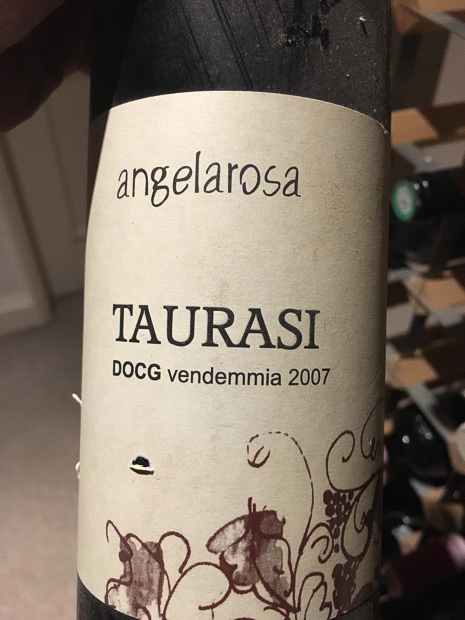 angelarosa
TAURASI
DOCG vendemmia 2007